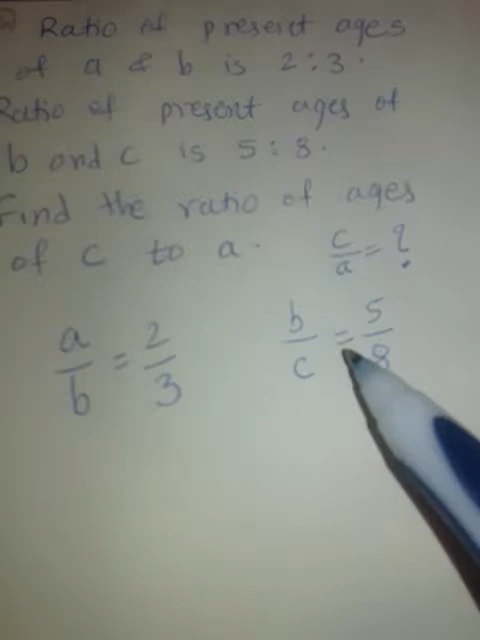 Ratio of present ages
of a & b is 2:3.
Ratio of present ages of
b and c is 5:8.
Find the ratio of ages
of c to a. c/a = ?
a/b = 2/3 b/c = 5/8